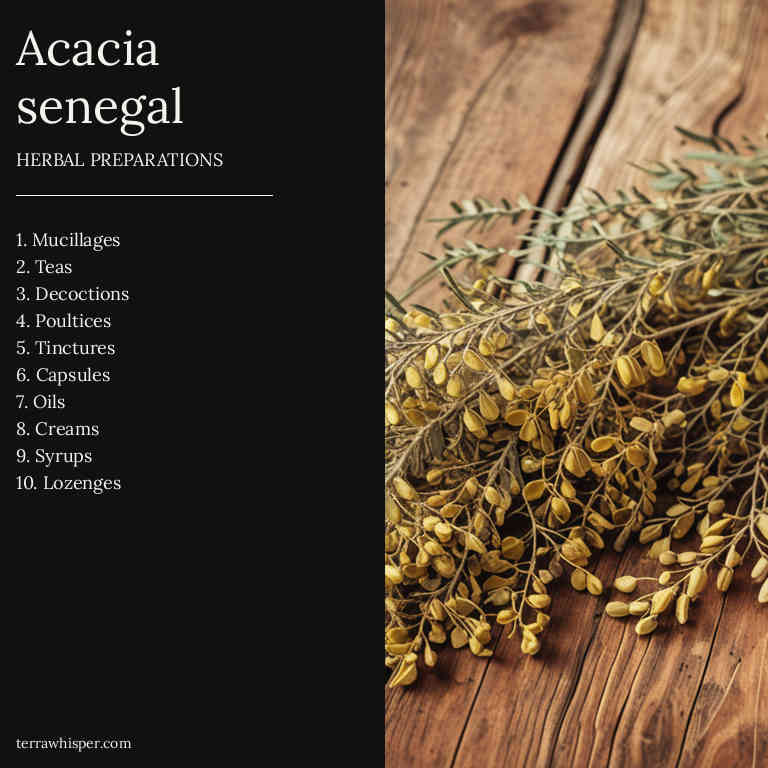 Acacia
senegal
HERBAL PREPARATIONS
1. Mucillages
2. Teas
3. Decoctions
4. Poultices
5. Tinctures
6. Capsules
7. Oils
8. Creams
9. Syrups
10. Lozenges
terrawhisper.com